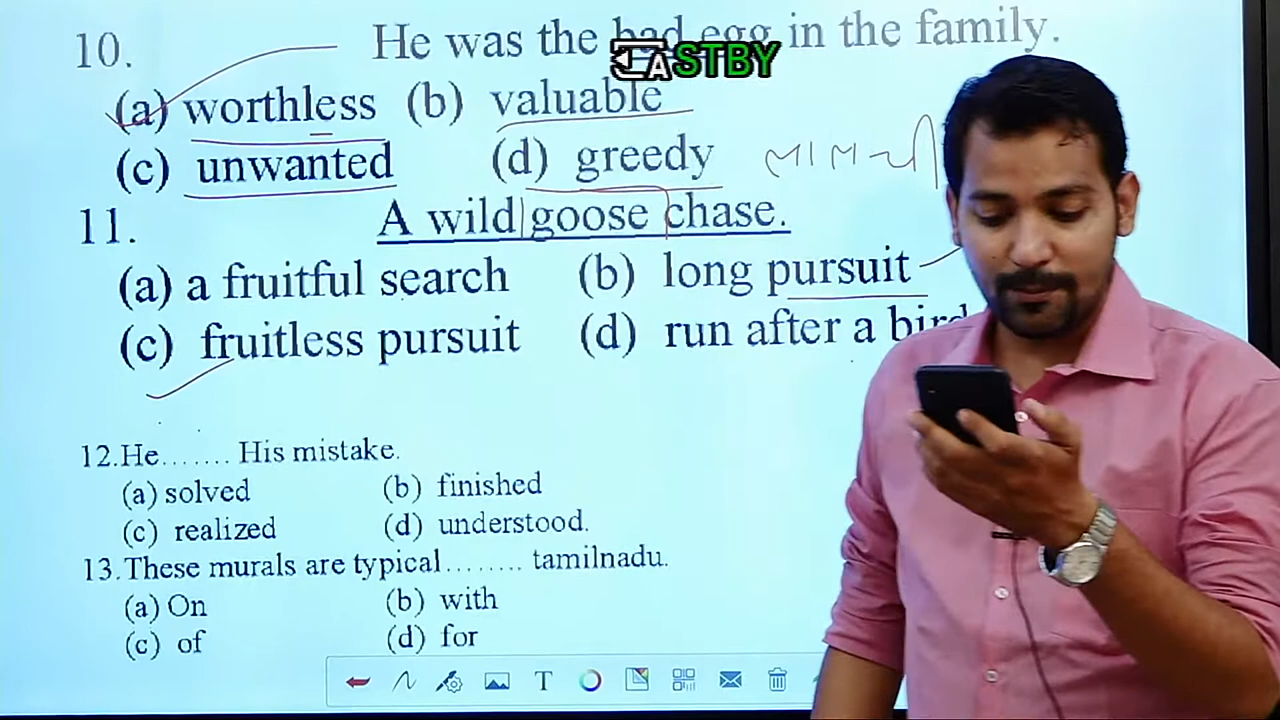 10. He was the bad egg in the family.
ASTBY
(a) worthless (b) valuable
(c) unwanted (d) greedy
11. A wild goose chase.
(a) a fruitful search (b) long pursuit
(c) fruitless pursuit (d) run after a bird
12.He....... His mistake.
(a) solved (b) finished
(c) realized (d) understood.
13.These murals are typical........ tamilnadu.
(a) On (b) with
(c) of (d) for
T